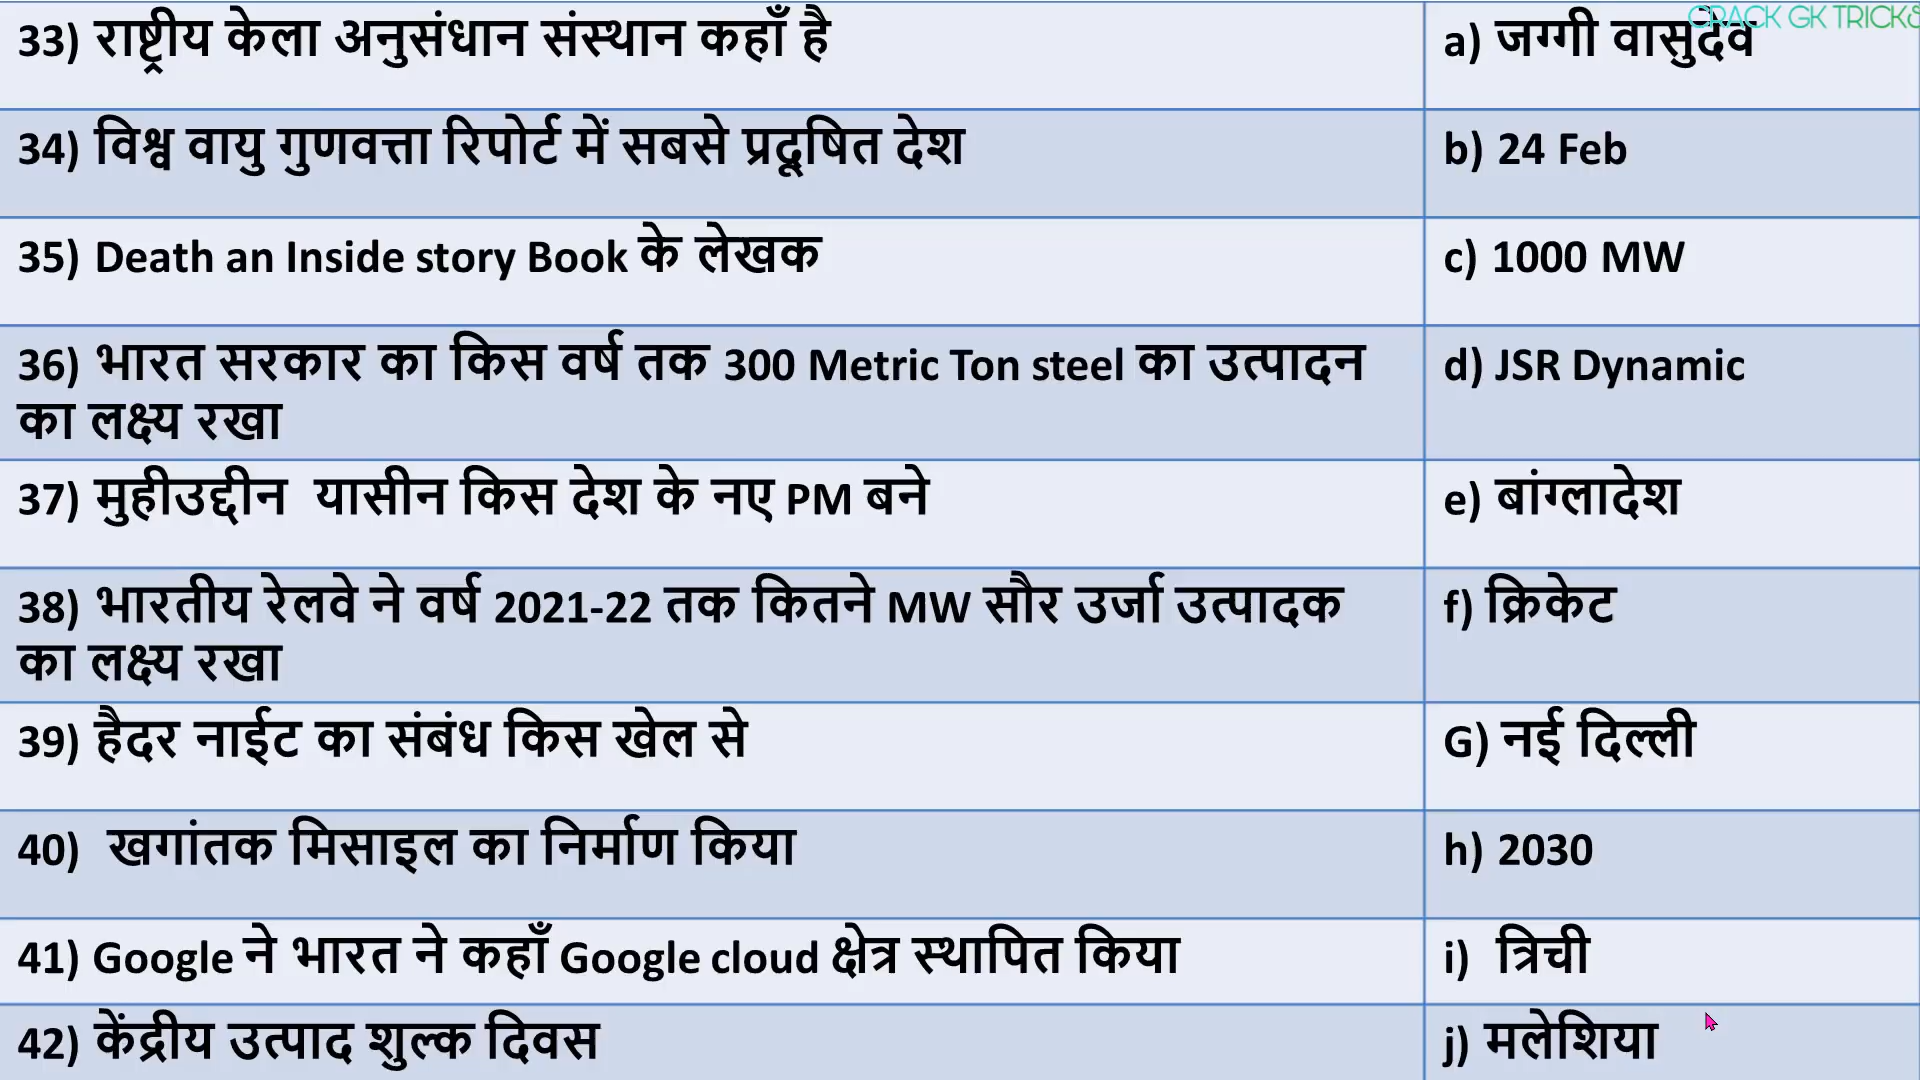 CRACK GK TRICKS
33) राष्ट्रीय केला अनुसंधान संस्थान कहाँ है
a) जग्गी वासुदेव
34) विश्व वायु गुणवत्ता रिपोर्ट में सबसे प्रदूषित देश
b) 24 Feb
35) Death an Inside story Book के लेखक
c) 1000 MW
36) भारत सरकार का किस वर्ष तक 300 Metric Ton steel का उत्पादन
का लक्ष्य रखा
d) JSR Dynamic
37) मुहीउद्दीन यासीन किस देश के नए PM बने
e) बांग्लादेश
38) भारतीय रेलवे ने वर्ष 2021-22 तक कितने MW सौर उर्जा उत्पादक
का लक्ष्य रखा
f) क्रिकेट
39) हैदर नाईट का संबंध किस खेल से
G) नई दिल्ली
40) खगांतक मिसाइल का निर्माण किया
h) 2030
41) Google ने भारत ने कहाँ Google cloud क्षेत्र स्थापित किया
i) त्रिची
42) केंद्रीय उत्पाद शुल्क दिवस
j) मलेशिया